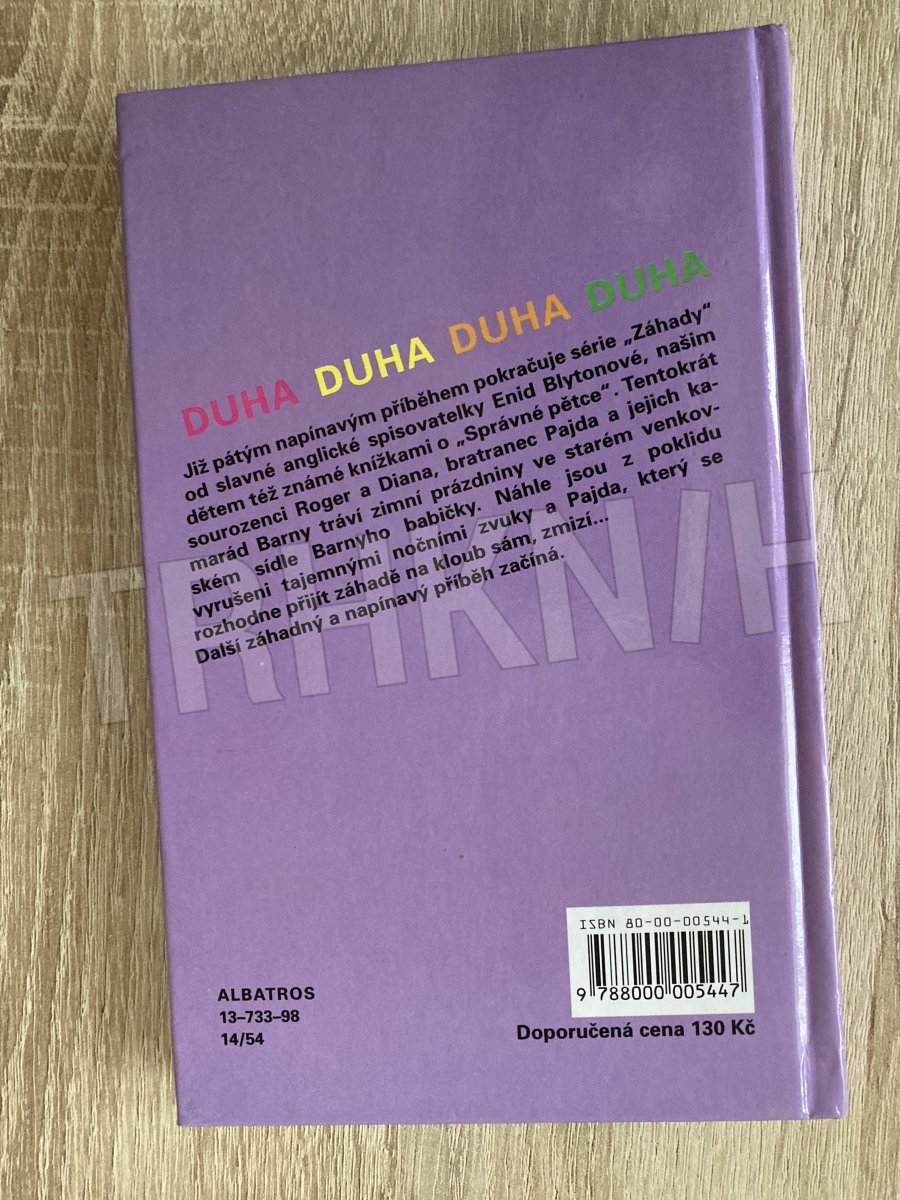 DUHA DUHA DUHA DUHA
Již pátým napínavým příběhem pokračuje série „Záhady“
od slavné anglické spisovatelky Enid Blytonové, našim
dětem též známé knížkami o „Správné pětce“. Tentokrát
sourozenci Roger a Diana, bratranec Pajda a jejich ka-
marád Barny tráví zimní prázdniny ve starém venkov-
ském sídle Barnyho babičky. Náhle jsou z poklidu
vyrušeni tajemnými nočními zvuky a Pajda, který se
rozhodne přijít záhadě na kloub sám, zmizí...
Další záhadný a napínavý příběh začíná.
TRHKNIH
ISBN 80-00-00544-1
9 788000 005447
ALBATROS
13–733–98
14/54
Doporučená cena 130 Kč